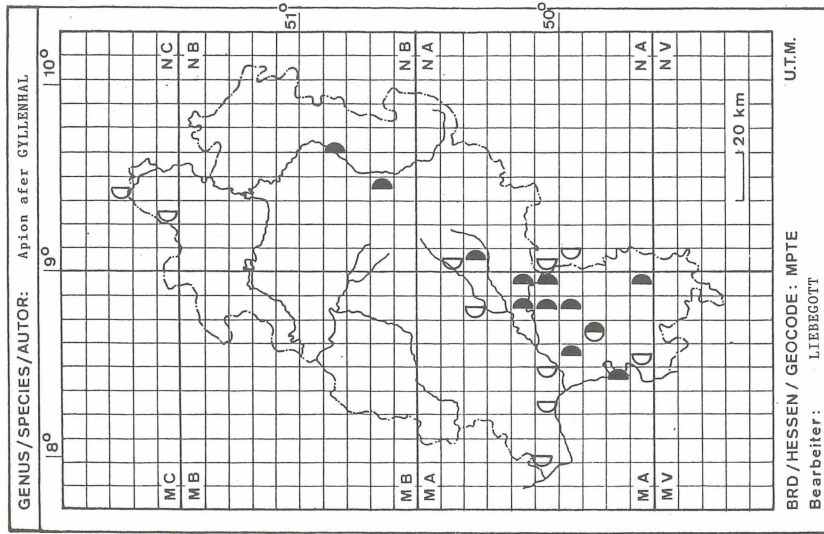 GENUS/SPECIES/AUTOR: Apion afer GYLLENHAL
8° 9° 10°
MC NC
MB NB
51°
MB NB
MA NA
50°
MA NA
MV NV
20 km
BRD/HESSEN/GEOCODE: MPTE U.T.M.
Bearbeiter: LIEBEGOTT